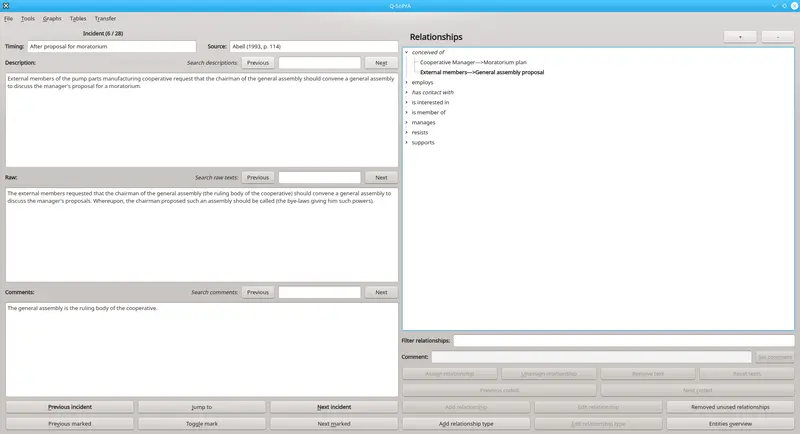 Q-SoPrA
File Tools Graphs Tables Transfer
Incident (6 / 28)
Timing: After proposal for moratorium Source: Abell (1993, p. 114)
Description: Search descriptions: Previous Next
External members of the pump parts manufacturing cooperative request that the chairman of the general assembly should convene a general assembly
to discuss the manager's proposal for a moratorium
Raw: Search raw texts: Previous Next
The external members requested that the chairman of the general assembly (the ruling body of the cooperative) should convene a general assembly to
discuss the manager's proposals. Whereupon, the chairman proposed such an assembly should be called (the bye-laws giving him such powers).
Comments: Search comments: Previous Next
The general assembly is the ruling body of the cooperative.
Previous incident Jump to Next incident
Previous marked Toggle mark Next marked
Relationships + -
conceived of
Cooperative Manager--->Moratorium plan
External members--->General assembly proposal
employs
has contact with
is interested in
is member of
manages
resists
supports
Filter relationships:
Comment: Set comment
Assign relationship Unassign relationship Remove text Reset texts
Previous coded Next coded
Add relationship Edit relationship Removed unused relationships
Add relationship type Edit relationship type Entities overview